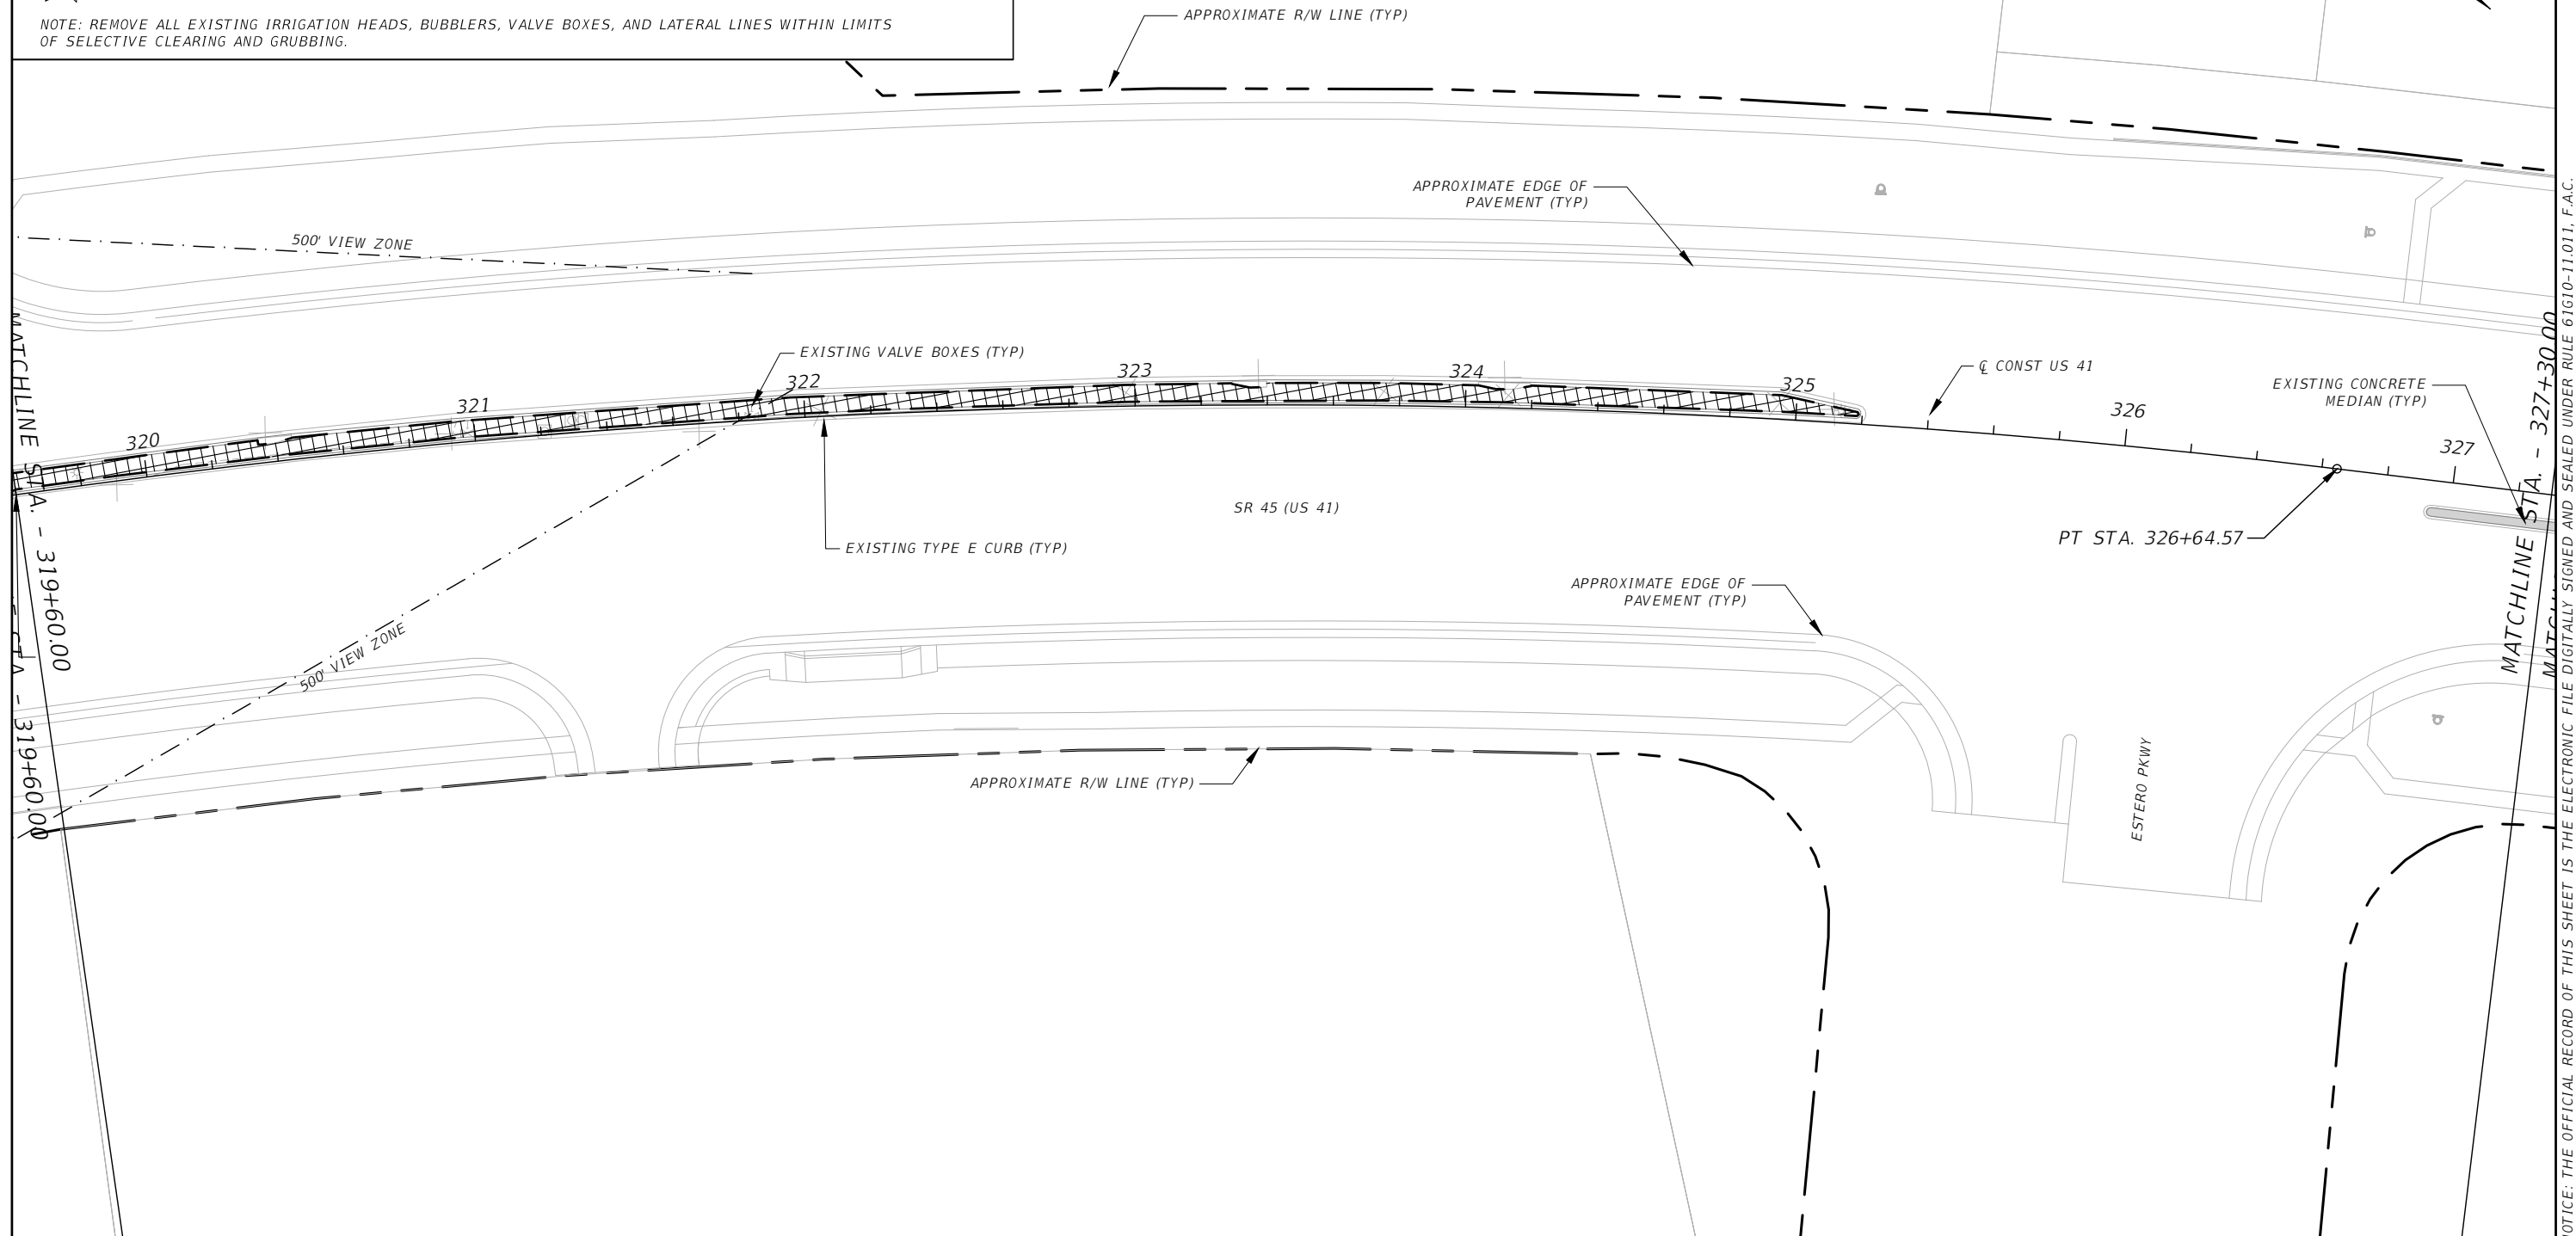 NOTE: REMOVE ALL EXISTING IRRIGATION HEADS, BUBBLERS, VALVE BOXES, AND LATERAL LINES WITHIN LIMITS
OF SELECTIVE CLEARING AND GRUBBING.
APPROXIMATE R/W LINE (TYP)
APPROXIMATE EDGE OF
PAVEMENT (TYP)
500' VIEW ZONE
EXISTING VALVE BOXES (TYP)
320
321
322
323
324
325
326
327
℄ CONST US 41
EXISTING CONCRETE
MEDIAN (TYP)
SR 45 (US 41)
EXISTING TYPE E CURB (TYP)
PT STA. 326+64.57
APPROXIMATE EDGE OF
PAVEMENT (TYP)
500' VIEW ZONE
APPROXIMATE R/W LINE (TYP)
ESTERO PKWY
MATCHLINE STA. - 319+60.00
- 319+60.00
MATCHLINE STA. - 327+30.00
NOTICE: THE OFFICIAL RECORD OF THIS SHEET IS THE ELECTRONIC FILE DIGITALLY SIGNED AND SEALED UNDER RULE 61G10-11.011, F.A.C.